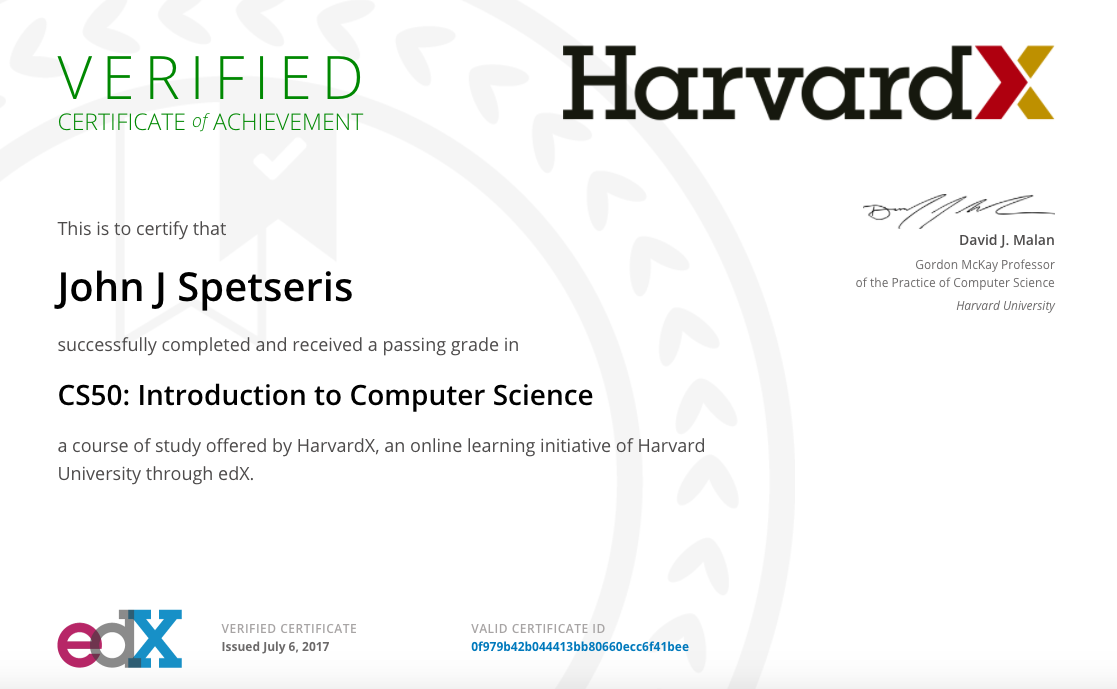 VERIFIED
CERTIFICATE of ACHIEVEMENT
HarvardX
This is to certify that
John J Spetseris
successfully completed and received a passing grade in
CS50: Introduction to Computer Science
a course of study offered by HarvardX, an online learning initiative of Harvard
University through edX.
David J. Malan
Gordon McKay Professor
of the Practice of Computer Science
Harvard University
edX
VERIFIED CERTIFICATE
Issued July 6, 2017
VALID CERTIFICATE ID
0f979b42b044413bb80660ecc6f41bee